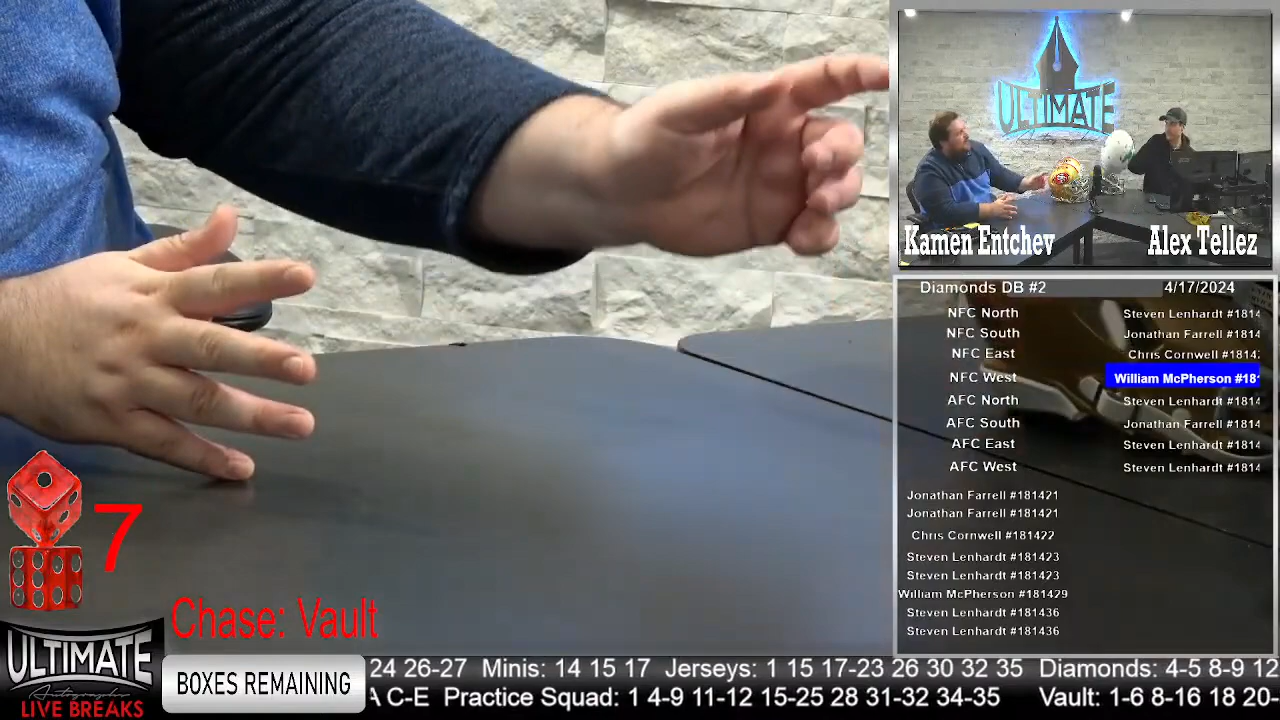 ULTIMATE
Kamen Entchev
Alex Tellez
Diamonds DB #2 4/17/2024
NFC North Steven Lenhardt #1814
NFC South Jonathan Farrell #1814
NFC East Chris Cornwell #1814
NFC West William McPherson #18
AFC North Steven Lenhardt #1814
AFC South Jonathan Farrell #1814
AFC East Steven Lenhardt #1814
AFC West Steven Lenhardt #1814
Jonathan Farrell #181421
Jonathan Farrell #181421
Chris Cornwell #181422
Steven Lenhardt #181423
Steven Lenhardt #181423
William McPherson #181429
Steven Lenhardt #181436
Steven Lenhardt #181436
7
Chase: Vault
ULTIMATE
Autographs
LIVE BREAKS
BOXES REMAINING
24 26-27 Minis: 14 15 17 Jerseys: 1 15 17-23 26 30 32 35 Diamonds: 4-5 8-9 12
A C-E Practice Squad: 1 4-9 11-12 15-25 28 31-32 34-35 Vault: 1-6 8-16 18 20-